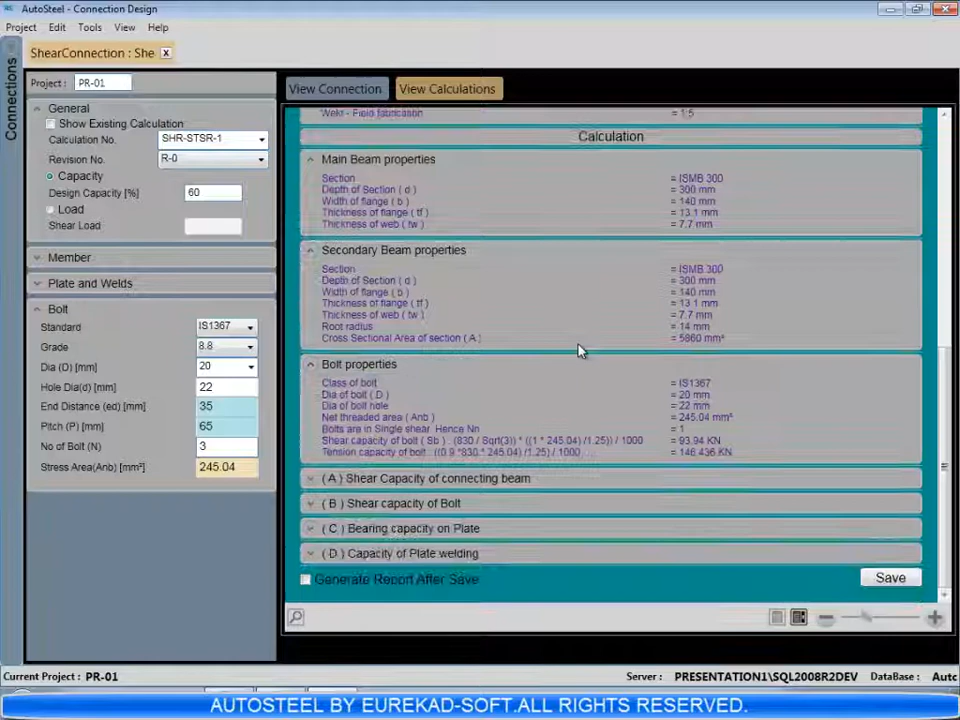 AutoSteel - Connection Design
Project Edit Tools View Help
Connections
ShearConnection : She x
Project : PR-01
General
Show Existing Calculation
Calculation No. SHR-STSR-1
Revision No. R-0
Capacity
Design Capacity [%] 60
Load
Shear Load
Member
Plate and Welds
Bolt
Standard IS1367
Grade 8.8
Dia (D) [mm] 20
Hole Dia(d) [mm] 22
End Distance (ed) [mm] 35
Pitch (P) [mm] 65
No of Bolt (N) 3
Stress Area(Anb) [mm²] 245.04
View Connection View Calculations
Weld - Field fabrication = 1.5
Calculation
Main Beam properties
Section = ISMB 300
Depth of Section ( d ) = 300 mm
Width of flange ( b ) = 140 mm
Thickness of flange ( tf ) = 13.1 mm
Thickness of web ( tw ) = 7.7 mm
Secondary Beam properties
Section = ISMB 300
Depth of Section ( d ) = 300 mm
Width of flange ( b ) = 140 mm
Thickness of flange ( tf ) = 13.1 mm
Thickness of web ( tw ) = 7.7 mm
Root radius = 14 mm
Cross Sectional Area of section ( A ) = 5860 mm²
Bolt properties
Class of bolt = IS1367
Dia of bolt ( D ) = 20 mm
Dia of bolt hole = 22 mm
Net threaded area ( Anb ) = 245.04 mm²
Bolts are in Single shear. Hence Nn = 1
Shear capacity of bolt ( Sb ) : (830 / Sqrt(3)) * ((1 * 245.04) /1.25)) / 1000 = 93.94 KN
Tension capacity of bolt : ((0.9 *830 * 245.04) /1.25) / 1000 = 146.436 KN
( A ) Shear Capacity of connecting beam
( B ) Shear capacity of Bolt
( C ) Bearing capacity on Plate
( D ) Capacity of Plate welding
Generate Report After Save
Save
Current Project : PR-01 Server : PRESENTATION1\SQL2008R2DEV DataBase : Autc
AUTOSTEEL BY EUREKAD-SOFT.ALL RIGHTS RESERVED.